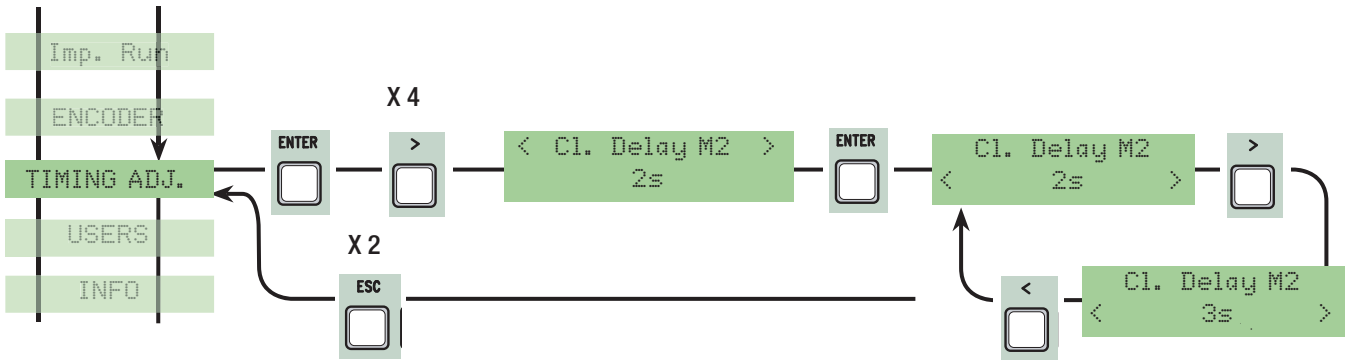 Imp. Run
ENCODER
TIMING ADJ.
USERS
INFO
ENTER
X 4
>
< Cl. Delay M2 >
2s
ENTER
Cl. Delay M2
< 2s >
>
X 2
ESC
<
Cl. Delay M2
< 3s >